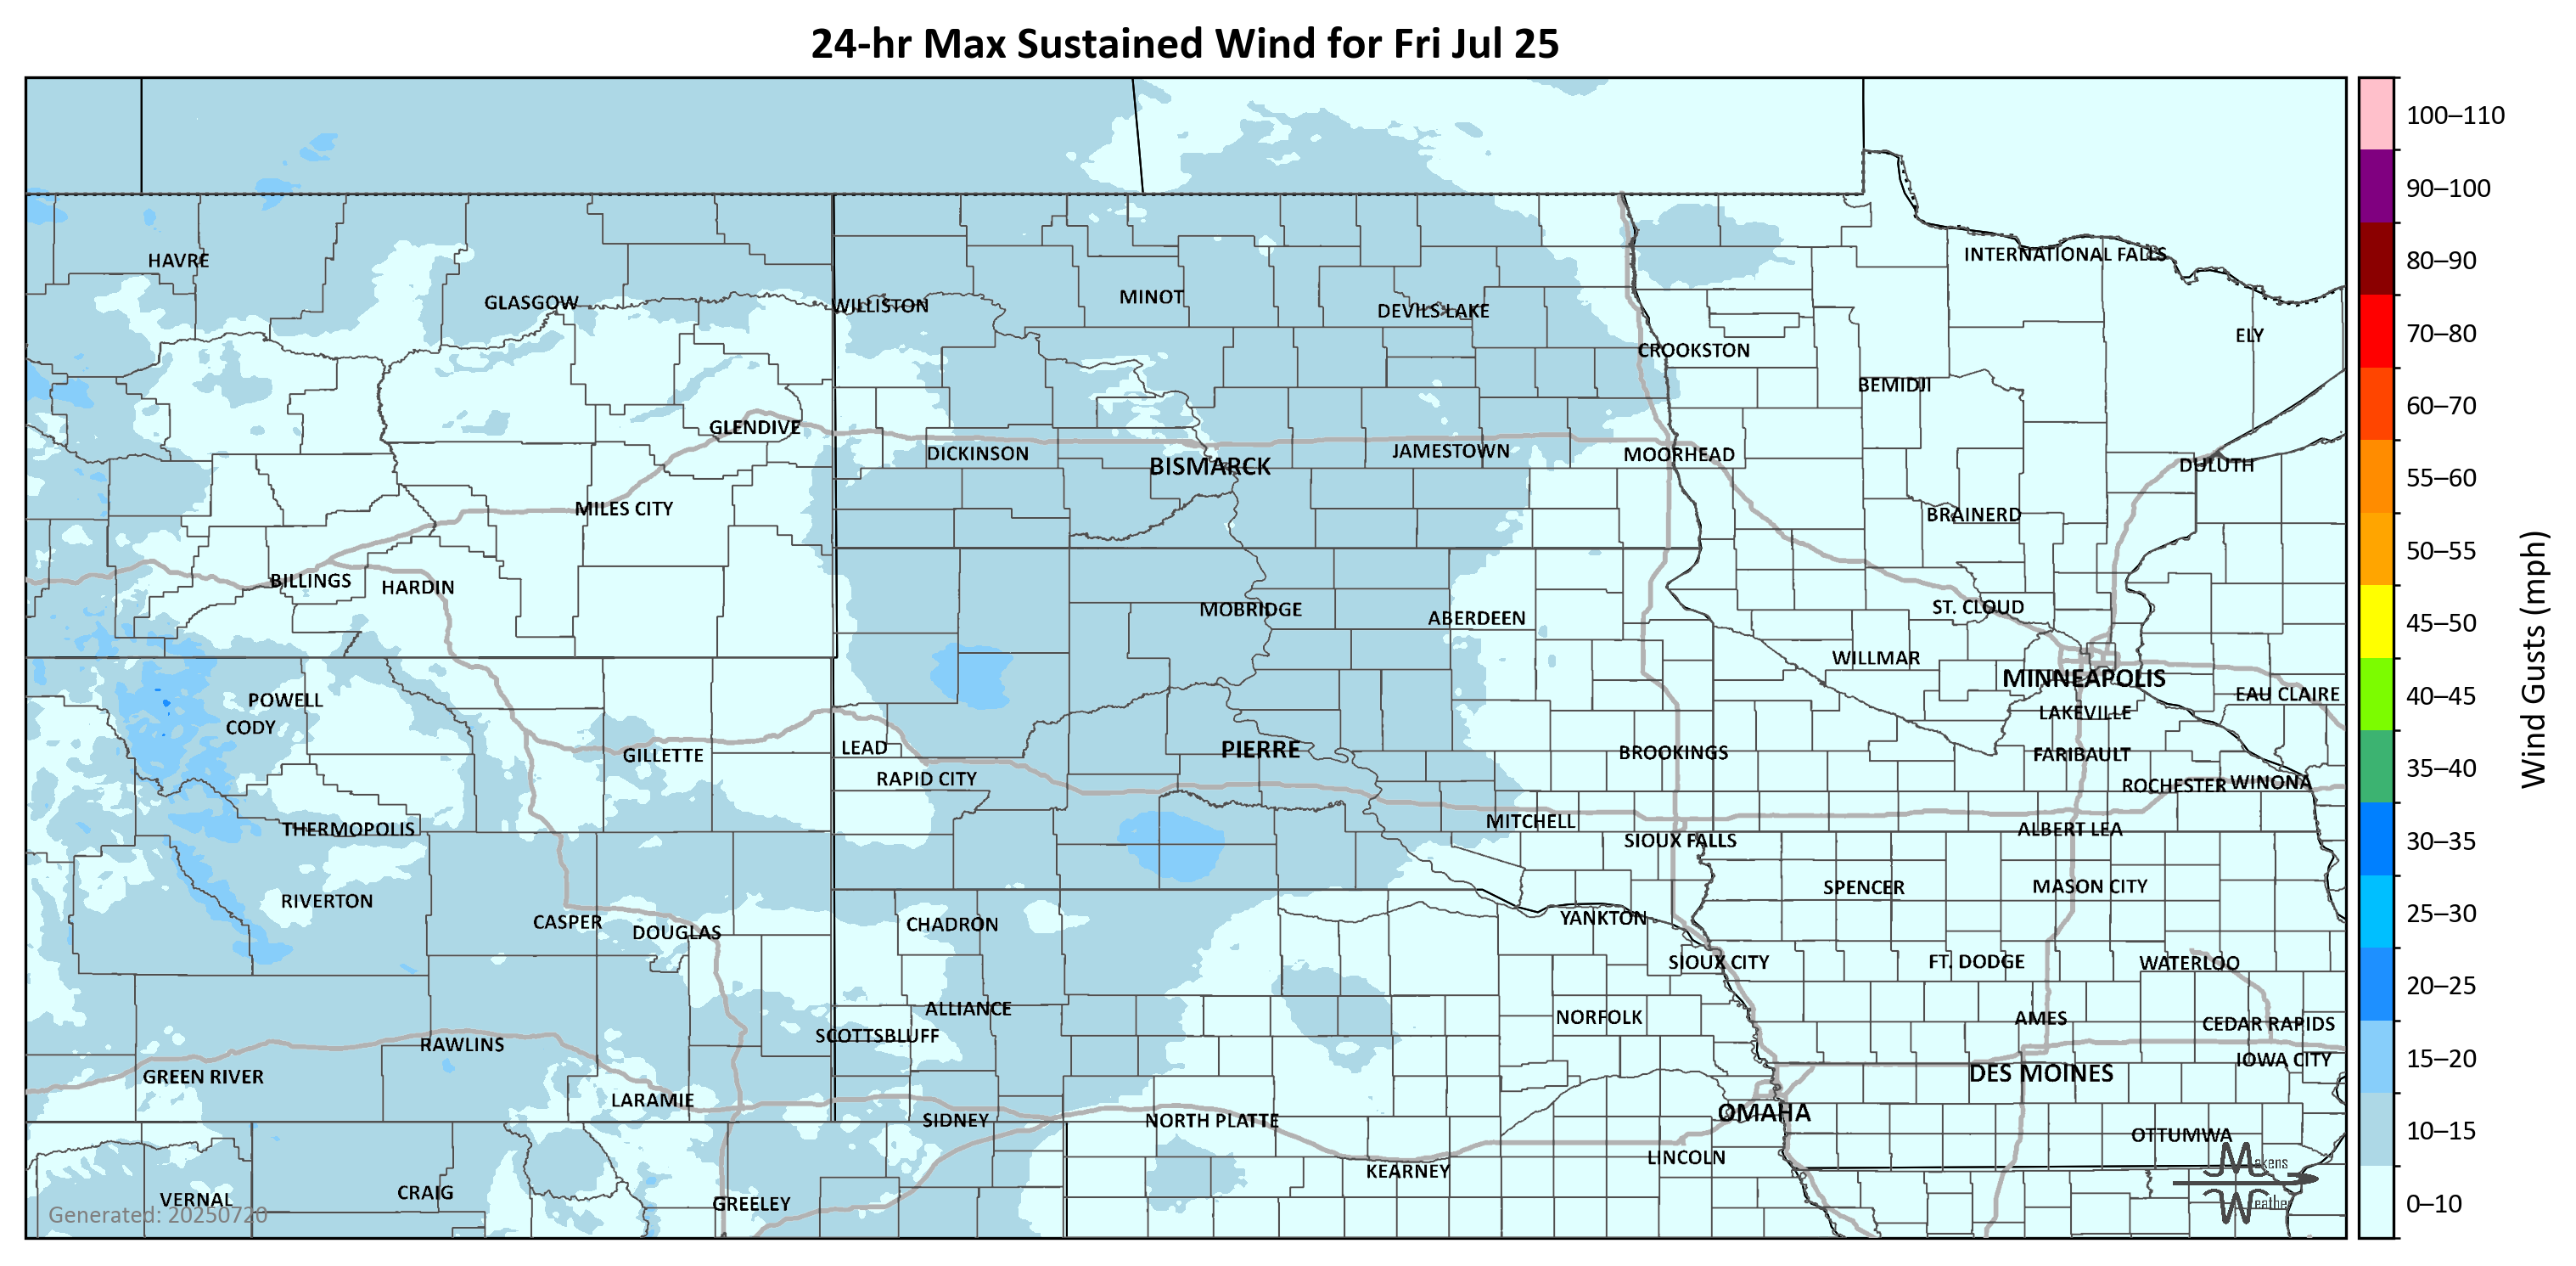 24-hr Max Sustained Wind for Fri Jul 25
100–110
90–100
80–90
70–80
60–70
55–60
50–55
45–50
40–45
35–40
30–35
25–30
20–25
15–20
10–15
0–10
Wind Gusts (mph)
HAVRE
INTERNATIONAL FALLS
GLASGOW
WILLISTON
MINOT
DEVILS LAKE
ELY
CROOKSTON
BEMIDJI
GLENDIVE
DICKINSON
BISMARCK
JAMESTOWN
MOORHEAD
DULUTH
MILES CITY
BRAINERD
BILLINGS
HARDIN
MOBRIDGE
ABERDEEN
ST. CLOUD
WILLMAR
MINNEAPOLIS
EAU CLAIRE
POWELL
CODY
LAKEVILLE
GILLETTE
LEAD
PIERRE
BROOKINGS
FARIBAULT
RAPID CITY
ROCHESTER
WINONA
THERMOPOLIS
MITCHELL
SIOUX FALLS
ALBERT LEA
RIVERTON
SPENCER
MASON CITY
CASPER
DOUGLAS
CHADRON
YANKTON
SIOUX CITY
FT. DODGE
WATERLOO
ALLIANCE
NORFOLK
AMES
CEDAR RAPIDS
SCOTTSBLUFF
RAWLINS
IOWA CITY
GREEN RIVER
DES MOINES
LARAMIE
SIDNEY
NORTH PLATTE
OMAHA
OTTUMWA
LINCOLN
KEARNEY
VERNAL
CRAIG
GREELEY
Generated: 20250720
Makens
Weather